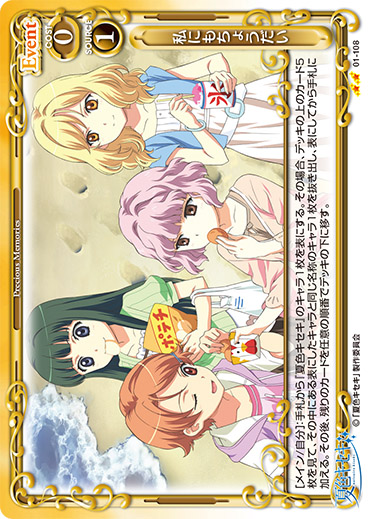 Event
COST 0
SOURCE 1
私にもちょうだい
01-108
Precious Memories
氷
ポテチ
[メイン/自分]:手札から『夏色キセキ』のキャラ1枚を表にする。その場合、デッキの上のカード5
枚を見て、その中にある表にしたキャラと同じ名称のキャラ1枚を抜き出し、表にしてから手札に
加える。その後、残りのカードを任意の順番でデッキの下に移す。
夏色キセキ
©「夏色キセキ」製作委員会